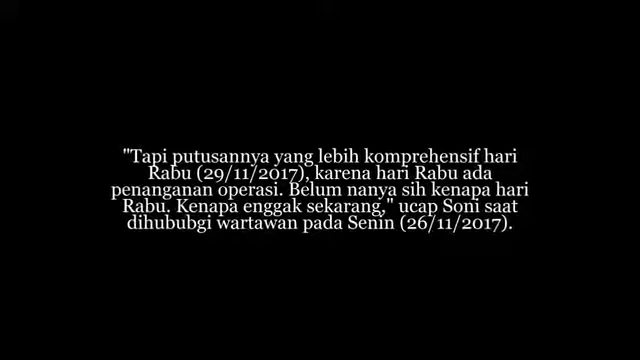 "Tapi putusannya yang lebih komprehensif hari
Rabu (29/11/2017), karena hari Rabu ada
penanganan operasi. Belum nanya sih kenapa hari
Rabu. Kenapa enggak sekarang," ucap Soni saat
dihububgi wartawan pada Senin (26/11/2017).